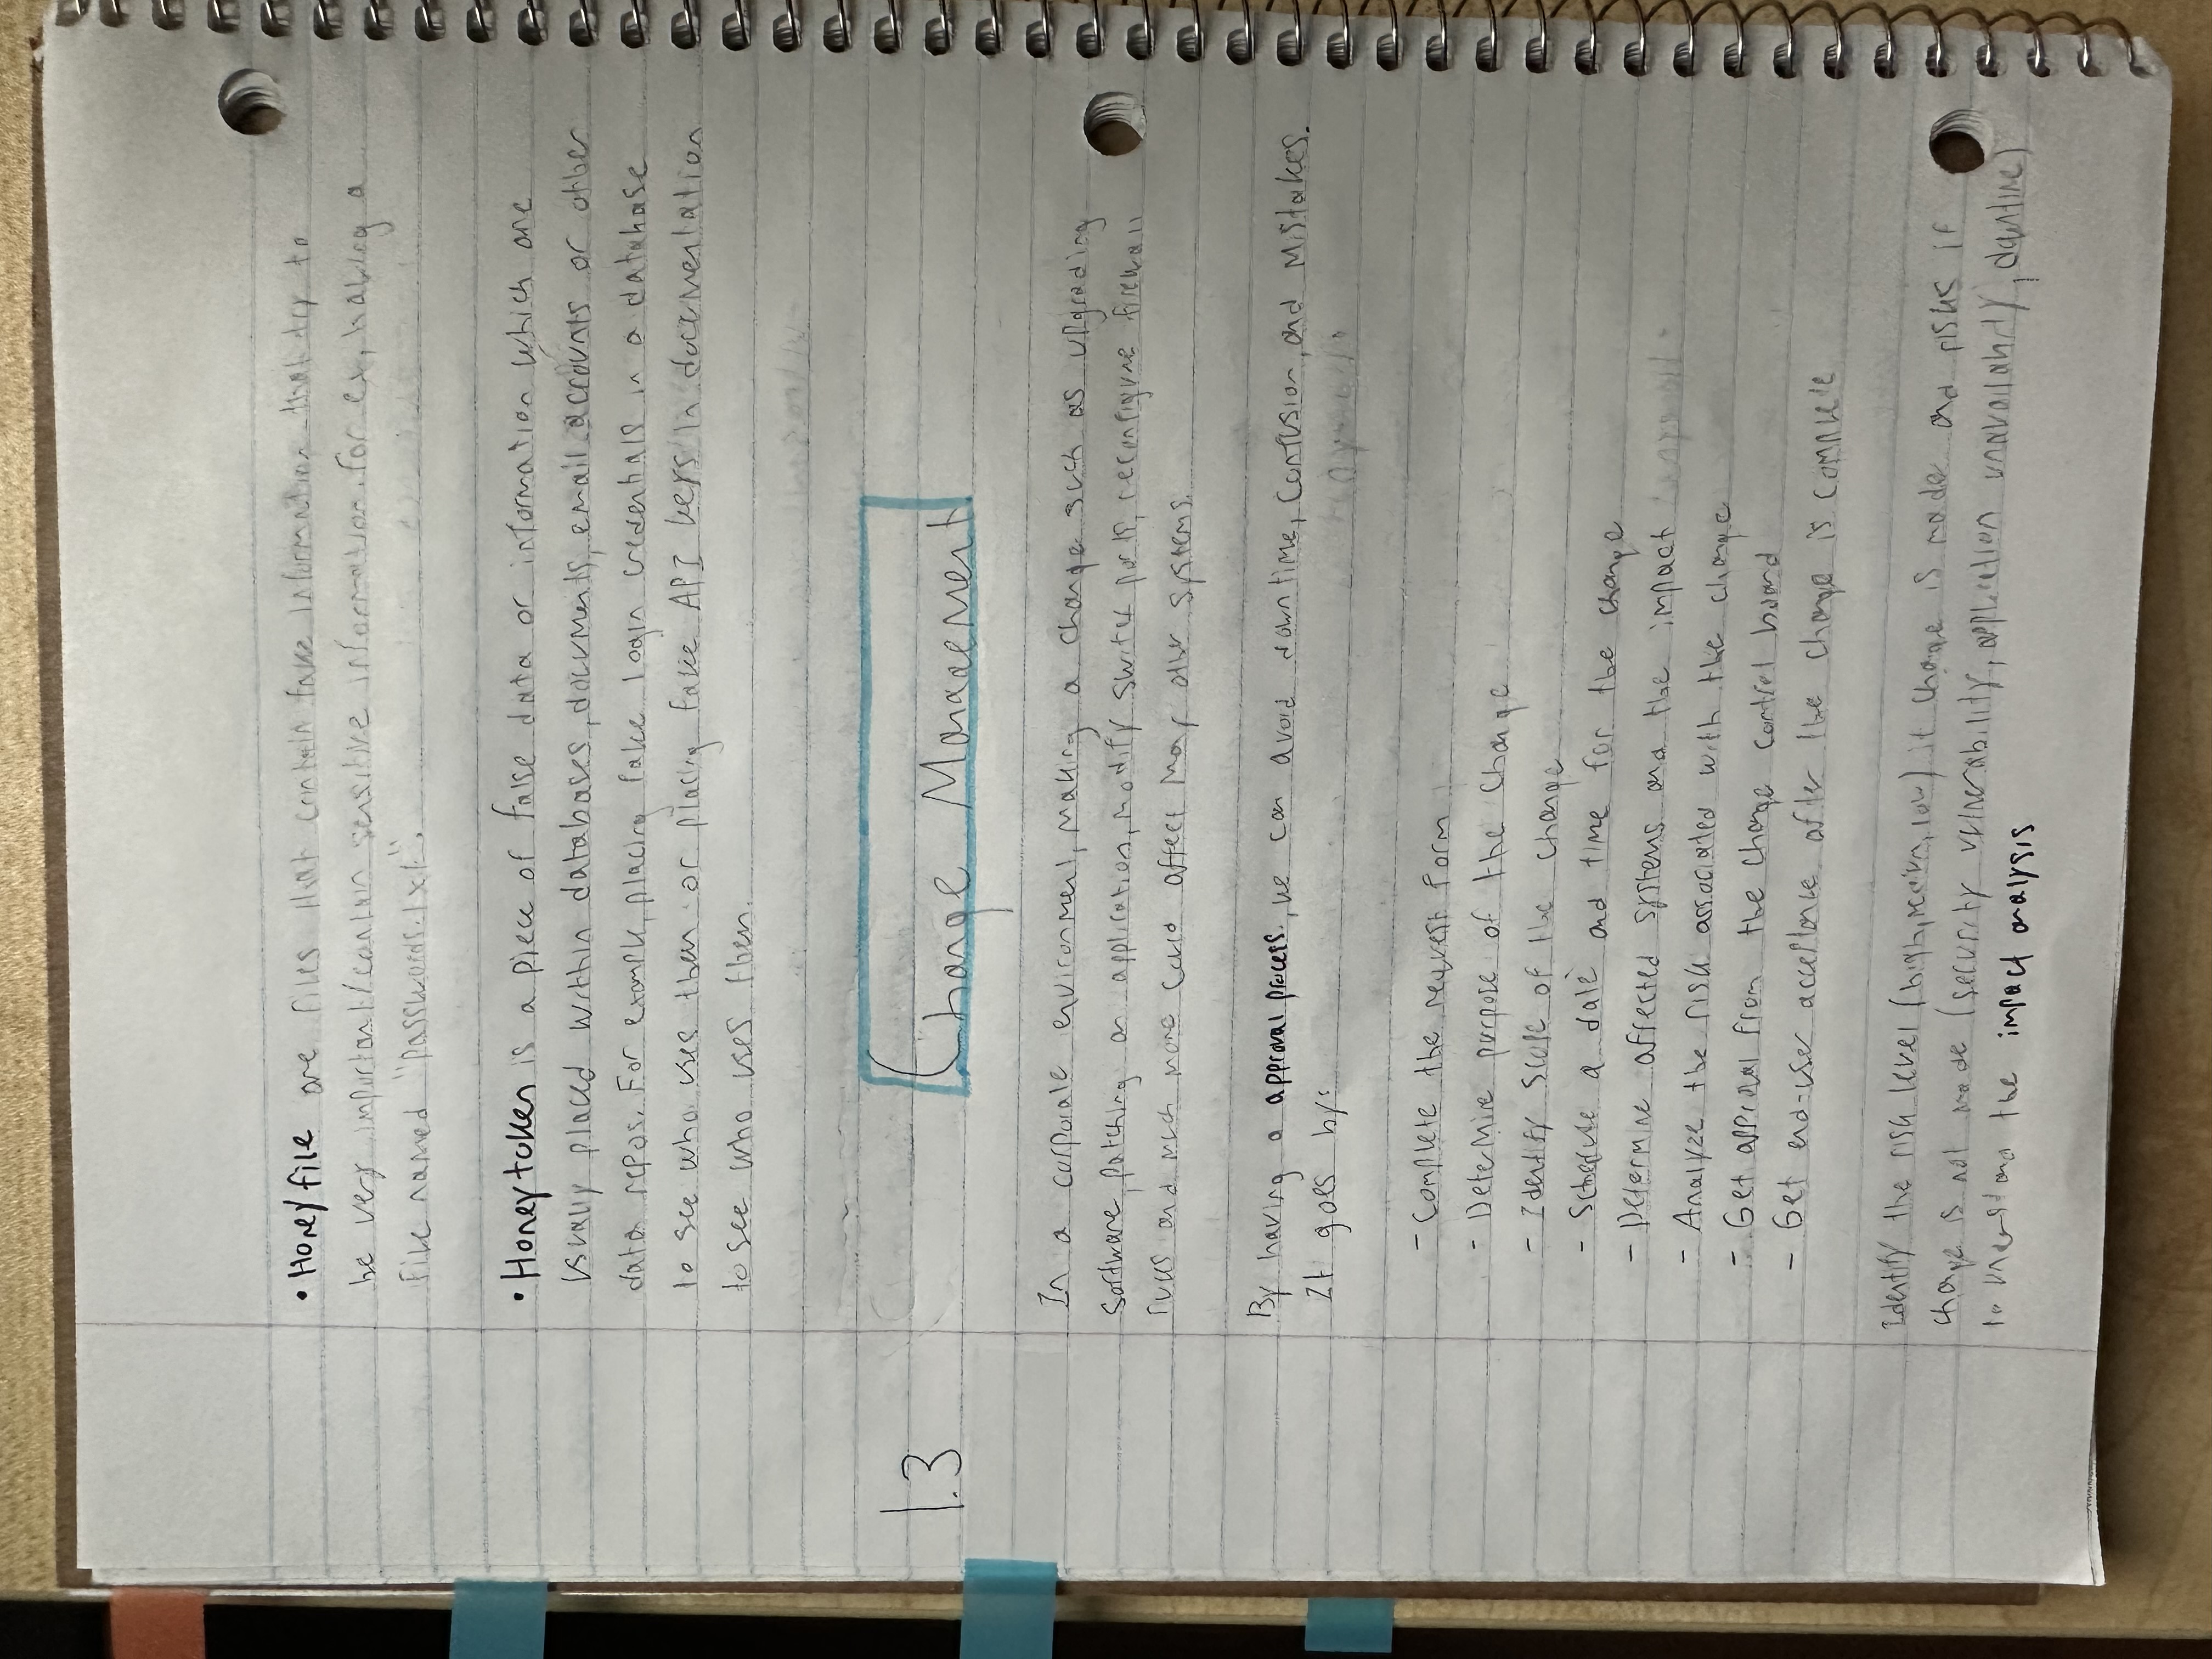 • Honeyfile are files that contain fake information that try to
be very important/contain sensitive information. for ex, having a
file named "Passwords.txt".
• Honeytoken is a piece of false data or information which are
usually placed within databases, documents, email accounts or other
data repos. For example, placing fake login credentials in a database
to see who uses them or placing fake API keys in documentation
to see who uses them.
1.3 Change Management
In a corporate environment, making a change such as upgrading
software, patching an application, modify switch ports, reconfigure firewall
rules and much more could affect many other systems.
By having a approval process, we can avoid downtime, confusion, and mistakes.
It goes by:
- Complete the request form
- Determine purpose of the change
- Identify scope of the change
- Schedule a date and time for the change
- Determine affected systems and the impact
- Analyze the risk associated with the change
- Get approval from the change control board
- Get end-user acceptance after the change is complete
Identify the risk level (high, medium, low) if change is made and risks if
change is not made (security vulnerability, application unavailability, downtime)
to understand the impact analysis